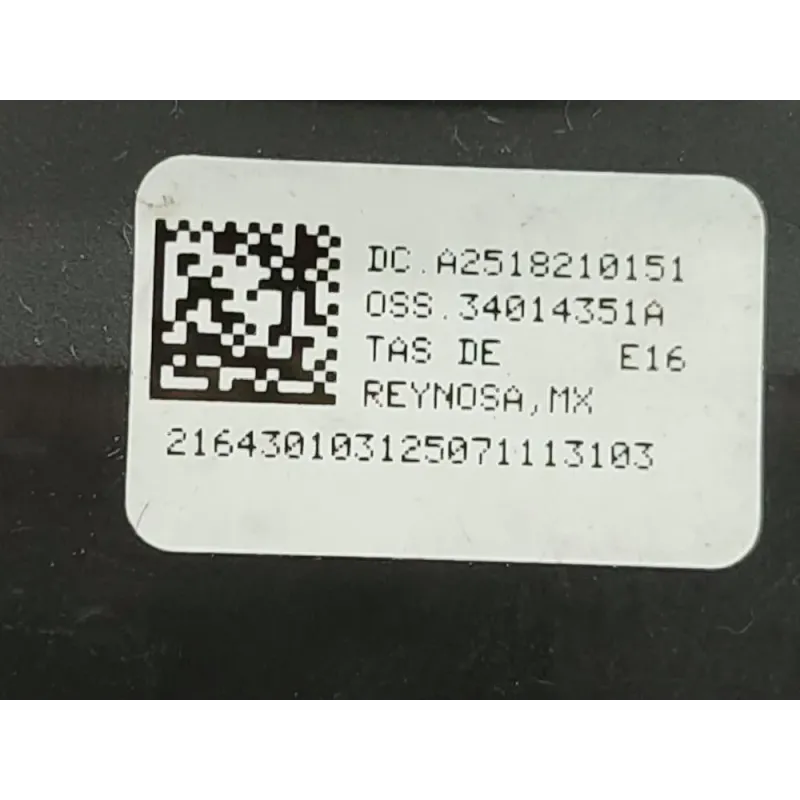 DC.A2518210151
OSS.34014351A
TAS DE E16
REYNOSA,MX
216430103125071113103